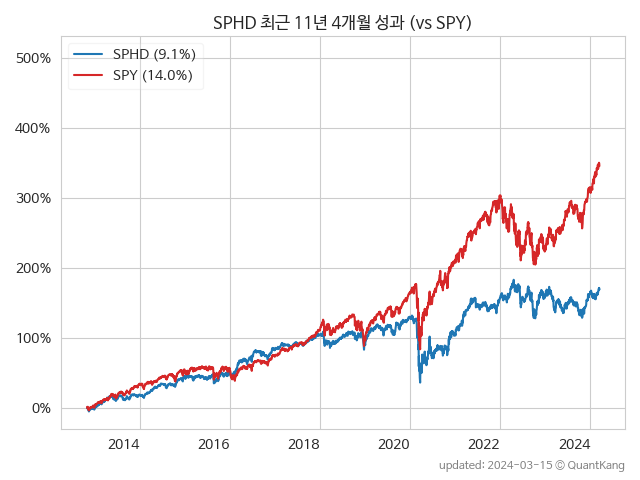 SPHD 최근 11년 4개월 성과 (vs SPY)
SPHD (9.1%)
SPY (14.0%)
500%
400%
300%
200%
100%
0%
2014 2016 2018 2020 2022 2024
updated: 2024-03-15 © QuantKang